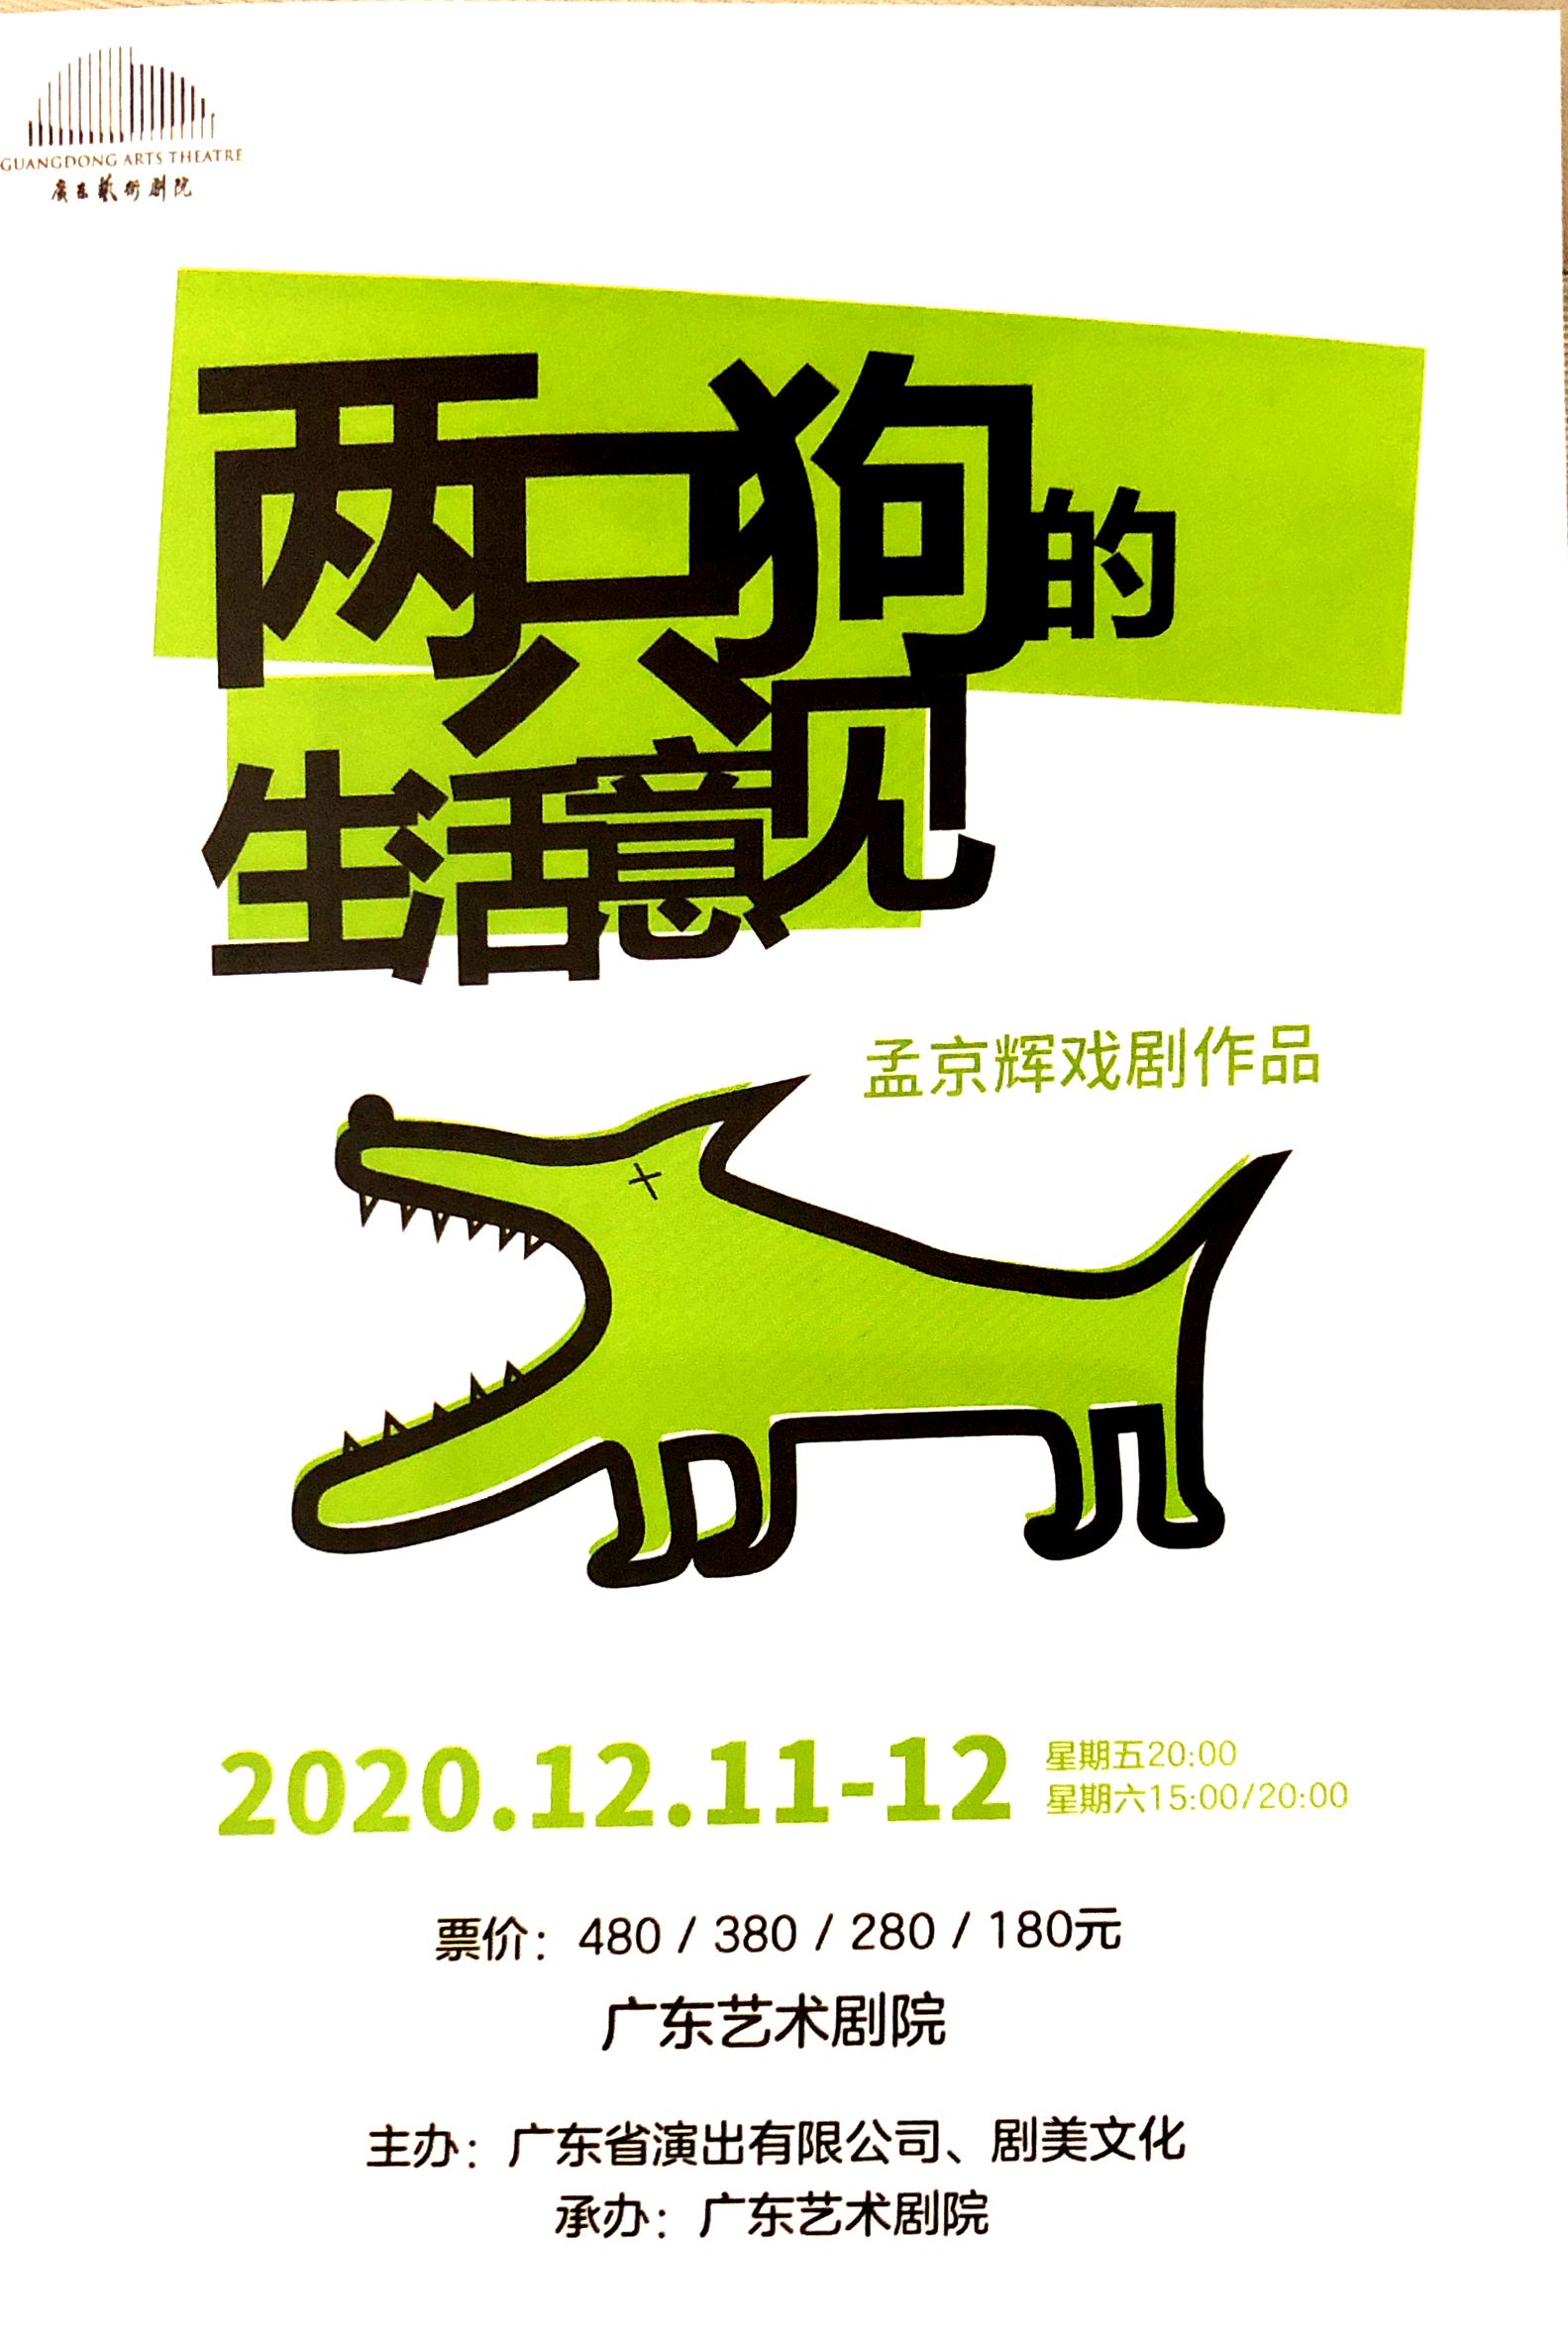 GUANGDONG ARTS THEATRE
廣东藝術劇院
两只狗的
生活意见
孟京辉戏剧作品
2020.12.11-12
星期五20:00
星期六15:00/20:00
票价：480 / 380 / 280 / 180元
广东艺术剧院
主办：广东省演出有限公司、剧美文化
承办：广东艺术剧院